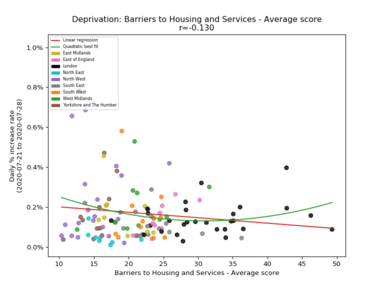 Deprivation: Barriers to Housing and Services - Average score
r=-0.130
Daily % increase rate
(2020-07-21 to 2020-07-28)
1.0%
0.8%
0.6%
0.4%
0.2%
0.0%
Linear regression
Quadratic best fit
East Midlands
East of England
London
North East
North West
South East
South West
West Midlands
Yorkshire and The Humber
10 15 20 25 30 35 40 45 50
Barriers to Housing and Services - Average score